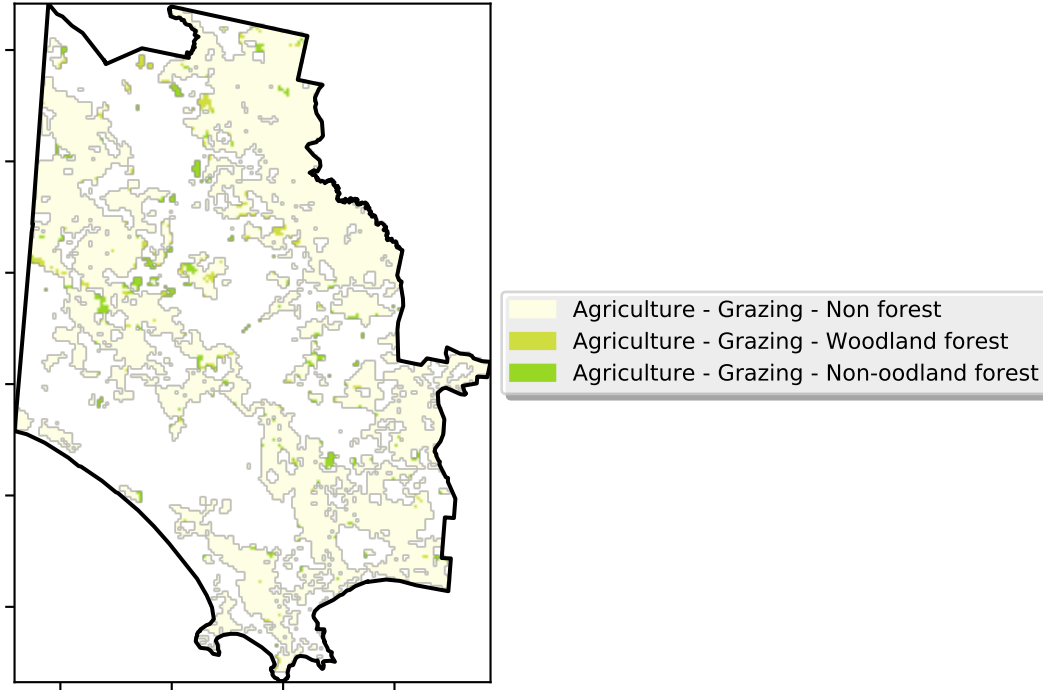 Agriculture - Grazing - Non forest
Agriculture - Grazing - Woodland forest
Agriculture - Grazing - Non-oodland forest